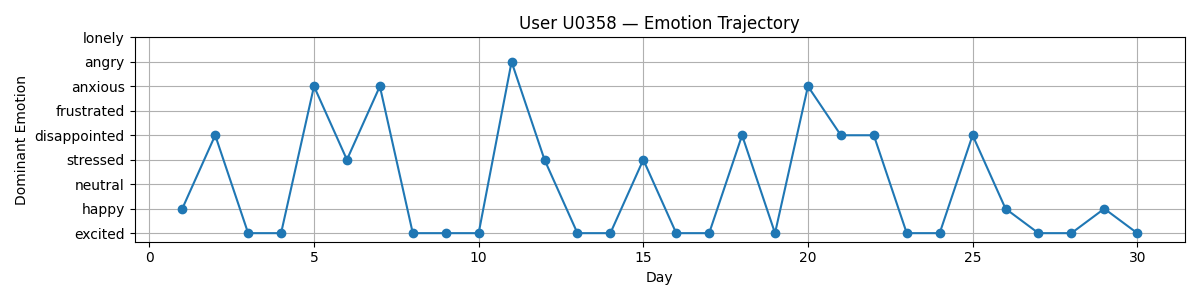 User U0358 — Emotion Trajectory
Dominant Emotion
lonely
angry
anxious
frustrated
disappointed
stressed
neutral
happy
excited
0 5 10 15 20 25 30
Day